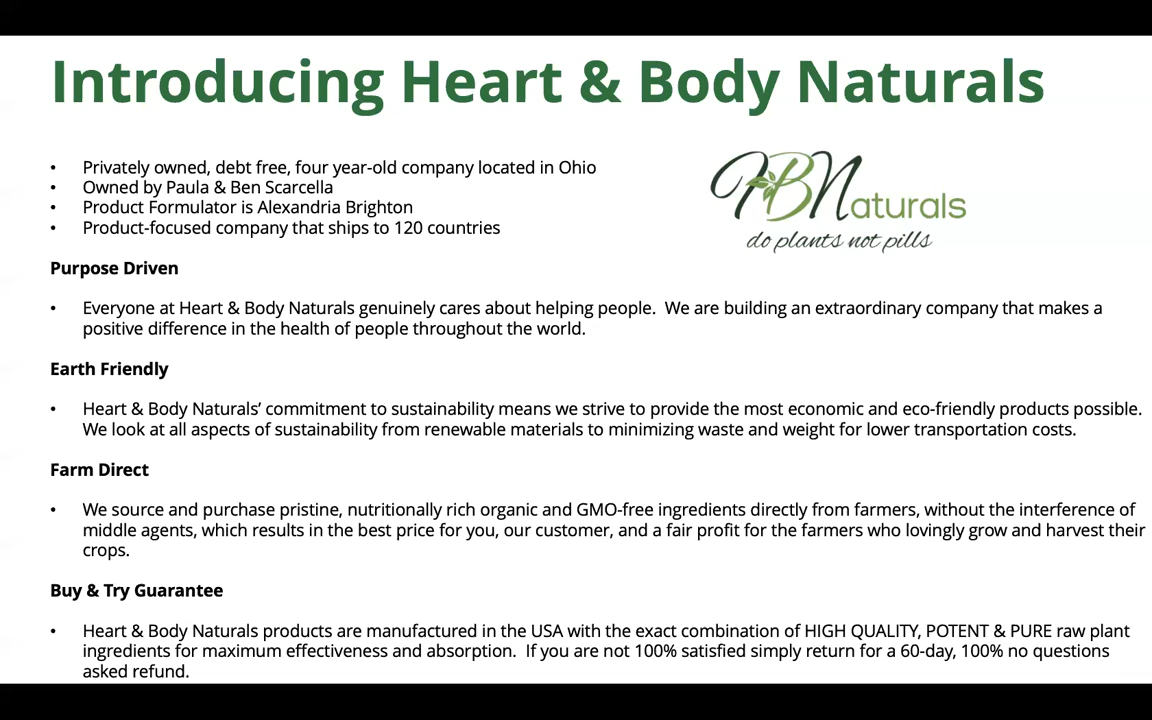 Introducing Heart & Body Naturals
• Privately owned, debt free, four year-old company located in Ohio
• Owned by Paula & Ben Scarcella
• Product Formulator is Alexandria Brighton
• Product-focused company that ships to 120 countries
HBNaturals
do plants not pills
Purpose Driven
• Everyone at Heart & Body Naturals genuinely cares about helping people.  We are building an extraordinary company that makes a
positive difference in the health of people throughout the world.
Earth Friendly
• Heart & Body Naturals’ commitment to sustainability means we strive to provide the most economic and eco-friendly products possible.
We look at all aspects of sustainability from renewable materials to minimizing waste and weight for lower transportation costs.
Farm Direct
• We source and purchase pristine, nutritionally rich organic and GMO-free ingredients directly from farmers, without the interference of
middle agents, which results in the best price for you, our customer, and a fair profit for the farmers who lovingly grow and harvest their
crops.
Buy & Try Guarantee
• Heart & Body Naturals products are manufactured in the USA with the exact combination of HIGH QUALITY, POTENT & PURE raw plant
ingredients for maximum effectiveness and absorption.  If you are not 100% satisfied simply return for a 60-day, 100% no questions
asked refund.